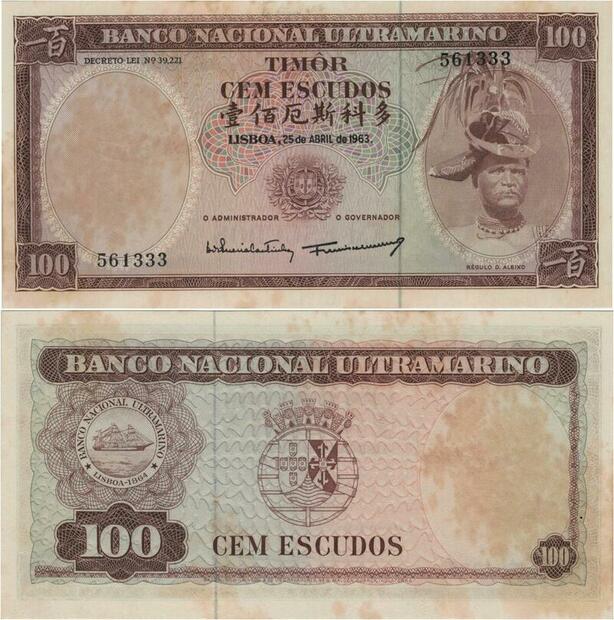 一百
BANCO NACIONAL ULTRAMARINO
100
DECRETO-LEI Nº 39,221
TIMÔR
561333
CEM ESCUDOS
壹佰厄斯科多
LISBOA, 25 de ABRIL de 1963.
O ADMINISTRADOR
O GOVERNADOR
100
561333
RÉGULO D. ALEIXO
一百
BANCO NACIONAL ULTRAMARINO
BANCO NACIONAL ULTRAMARINO
LISBOA-1864
100
CEM ESCUDOS
100